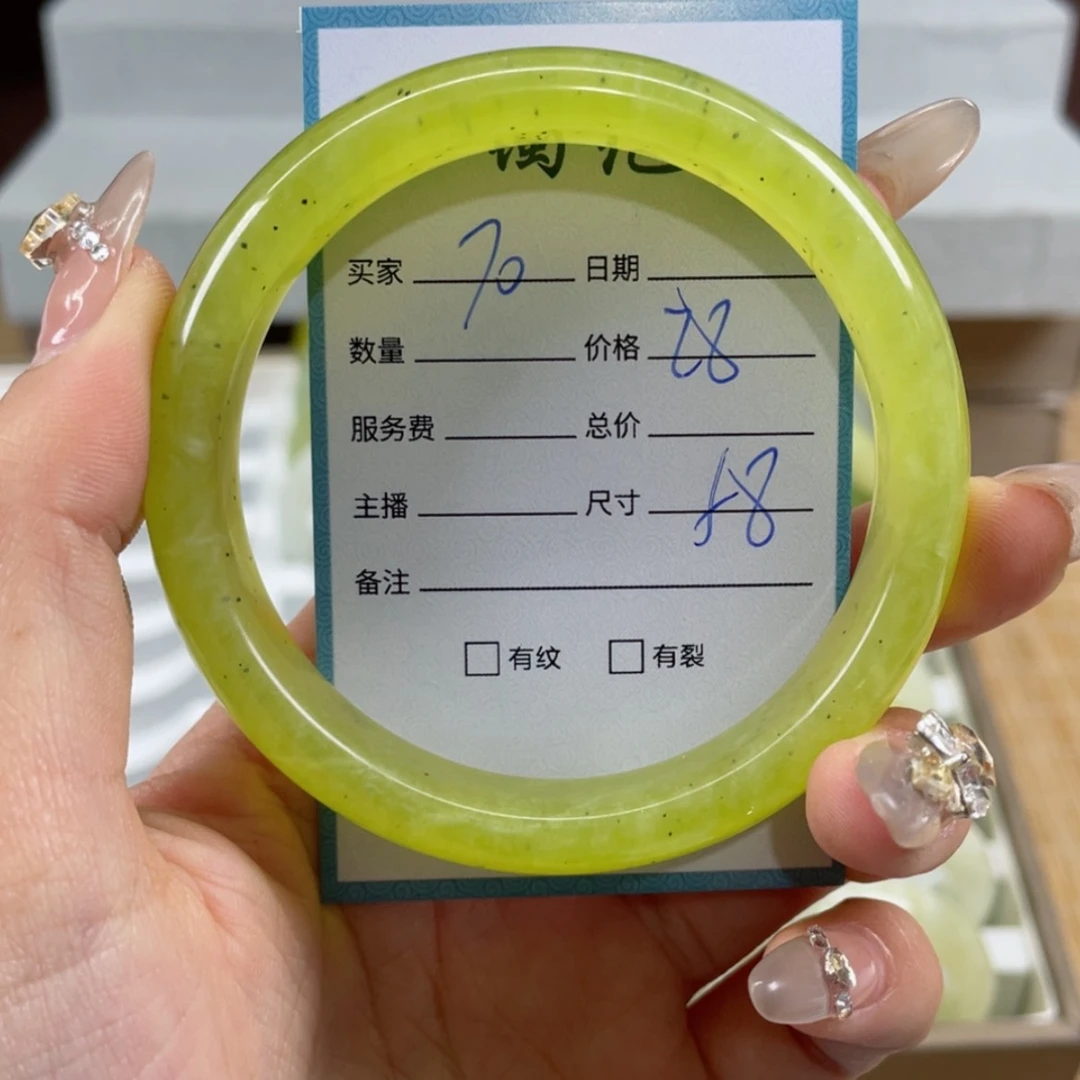 买家 70 日期
数量 价格 28
服务费 总价
主播 尺寸 58
备注
□有纹 □有裂